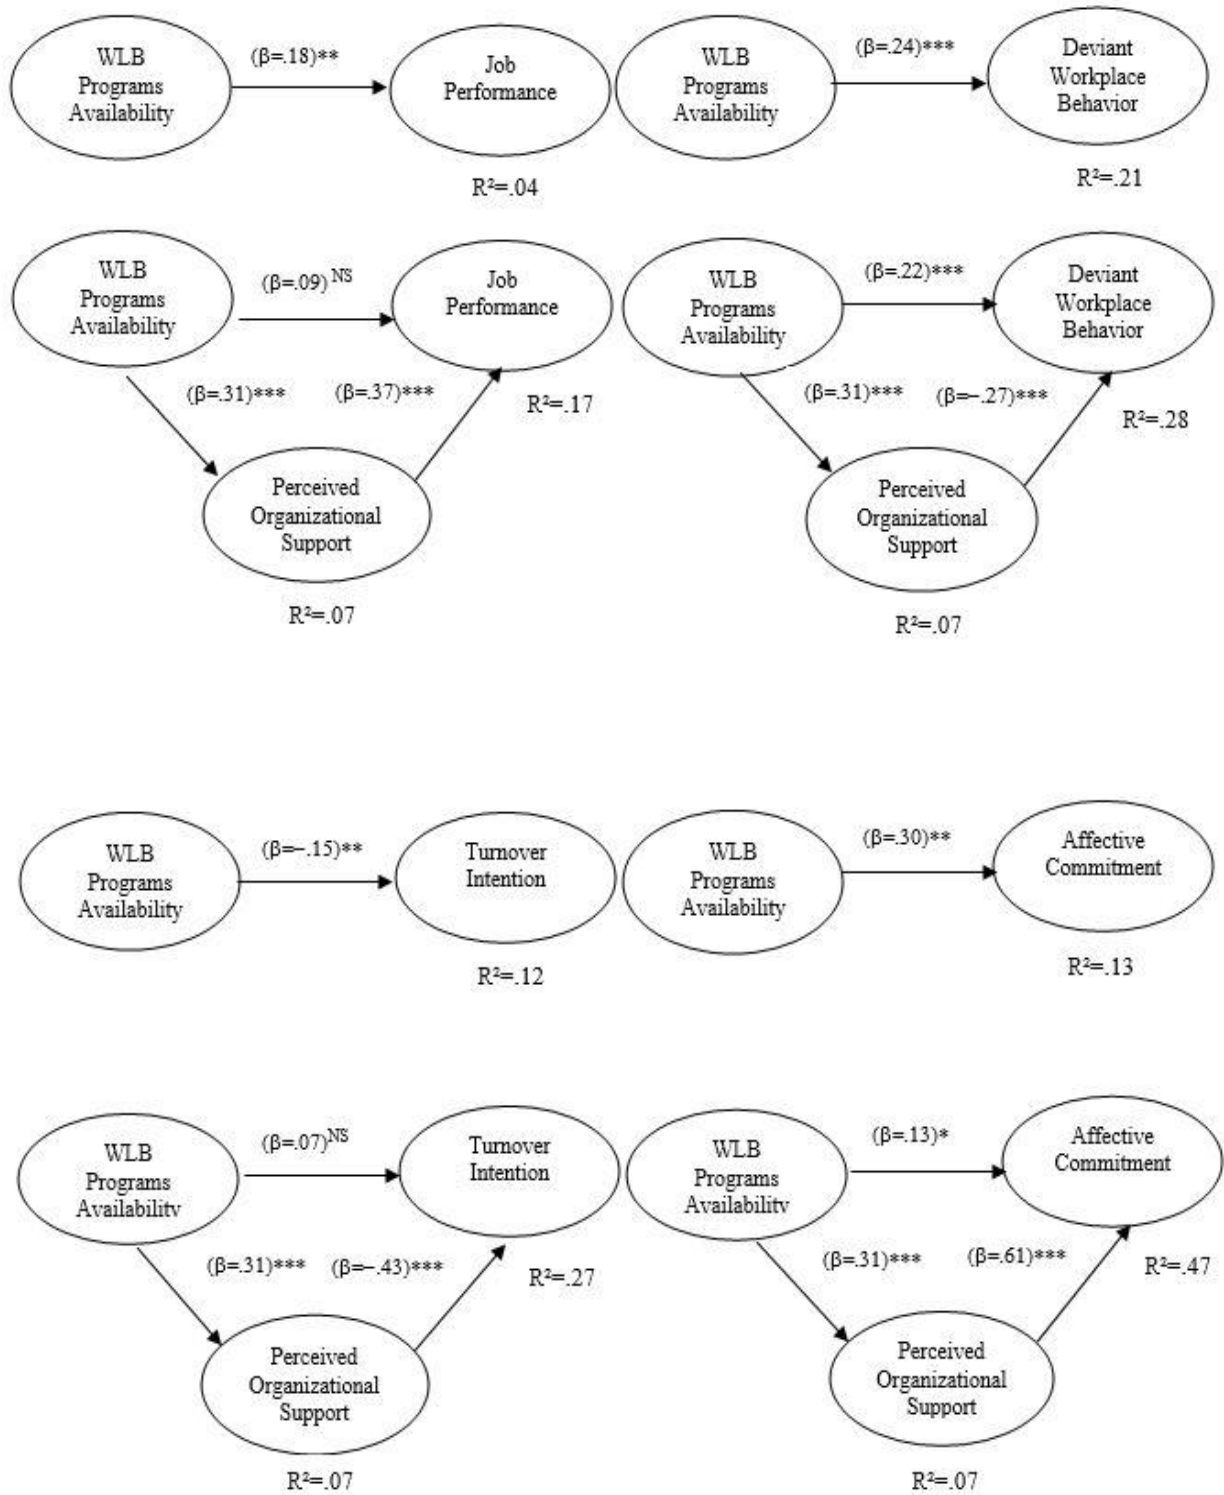 WLB
Programs
Availability
(β=.18)**
Job
Performance
R²=.04
WLB
Programs
Availability
(β=.24)***
Deviant
Workplace
Behavior
R²=.21
WLB
Programs
Availability
(β=.09) NS
Job
Performance
(β=.31)***
(β=.37)***
R²=.17
Perceived
Organizational
Support
R²=.07
WLB
Programs
Availability
(β=.22)***
Deviant
Workplace
Behavior
(β=.31)***
(β=−.27)***
R²=.28
Perceived
Organizational
Support
R²=.07
WLB
Programs
Availability
(β=−.15)**
Turnover
Intention
R²=.12
WLB
Programs
Availability
(β=.30)**
Affective
Commitment
R²=.13
WLB
Programs
Availability
(β=.07)NS
Turnover
Intention
(β=.31)***
(β=−.43)***
R²=.27
Perceived
Organizational
Support
R²=.07
WLB
Programs
Availability
(β=.13)*
Affective
Commitment
(β=.31)***
(β=.61)***
R²=.47
Perceived
Organizational
Support
R²=.07